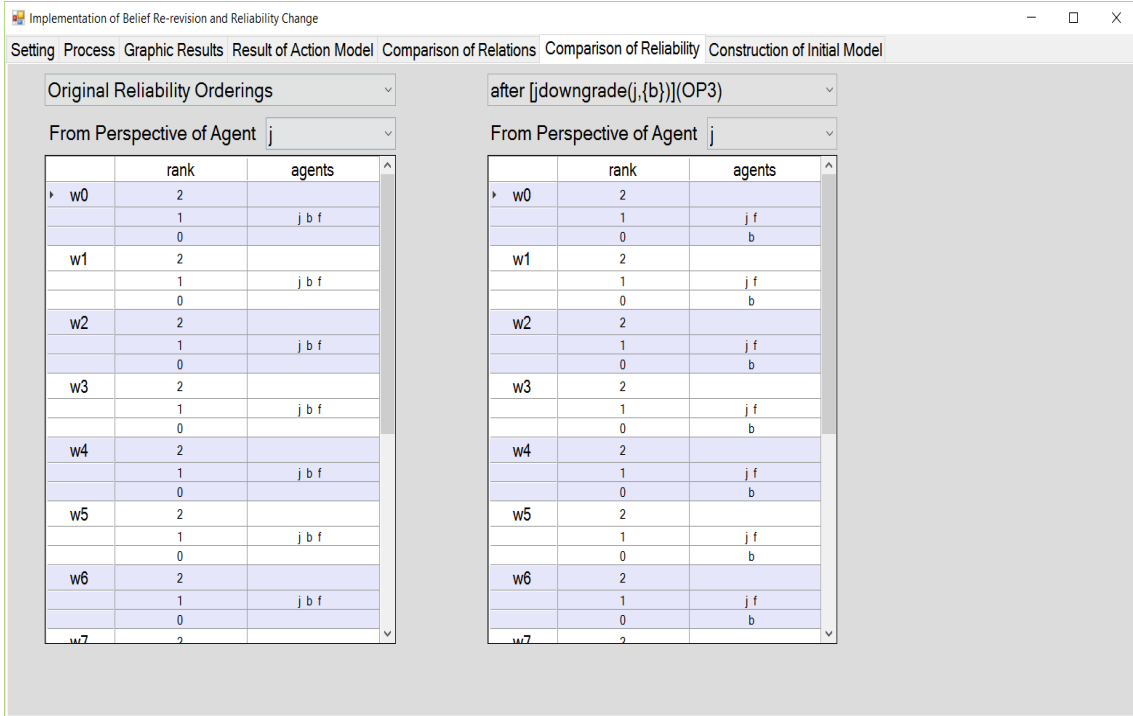 Implementation of Belief Re-revision and Reliability Change
Setting Process Graphic Results Result of Action Model Comparison of Relations Comparison of Reliability Construction of Initial Model
Original Reliability Orderings
From Perspective of Agent j
rank agents
w0 2
1 j b f
0
w1 2
1 j b f
0
w2 2
1 j b f
0
w3 2
1 j b f
0
w4 2
1 j b f
0
w5 2
1 j b f
0
w6 2
1 j b f
0
w7 2
after [jdowngrade(j,{b})](OP3)
From Perspective of Agent j
rank agents
w0 2
1 j f
0 b
w1 2
1 j f
0 b
w2 2
1 j f
0 b
w3 2
1 j f
0 b
w4 2
1 j f
0 b
w5 2
1 j f
0 b
w6 2
1 j f
0 b
w7 2